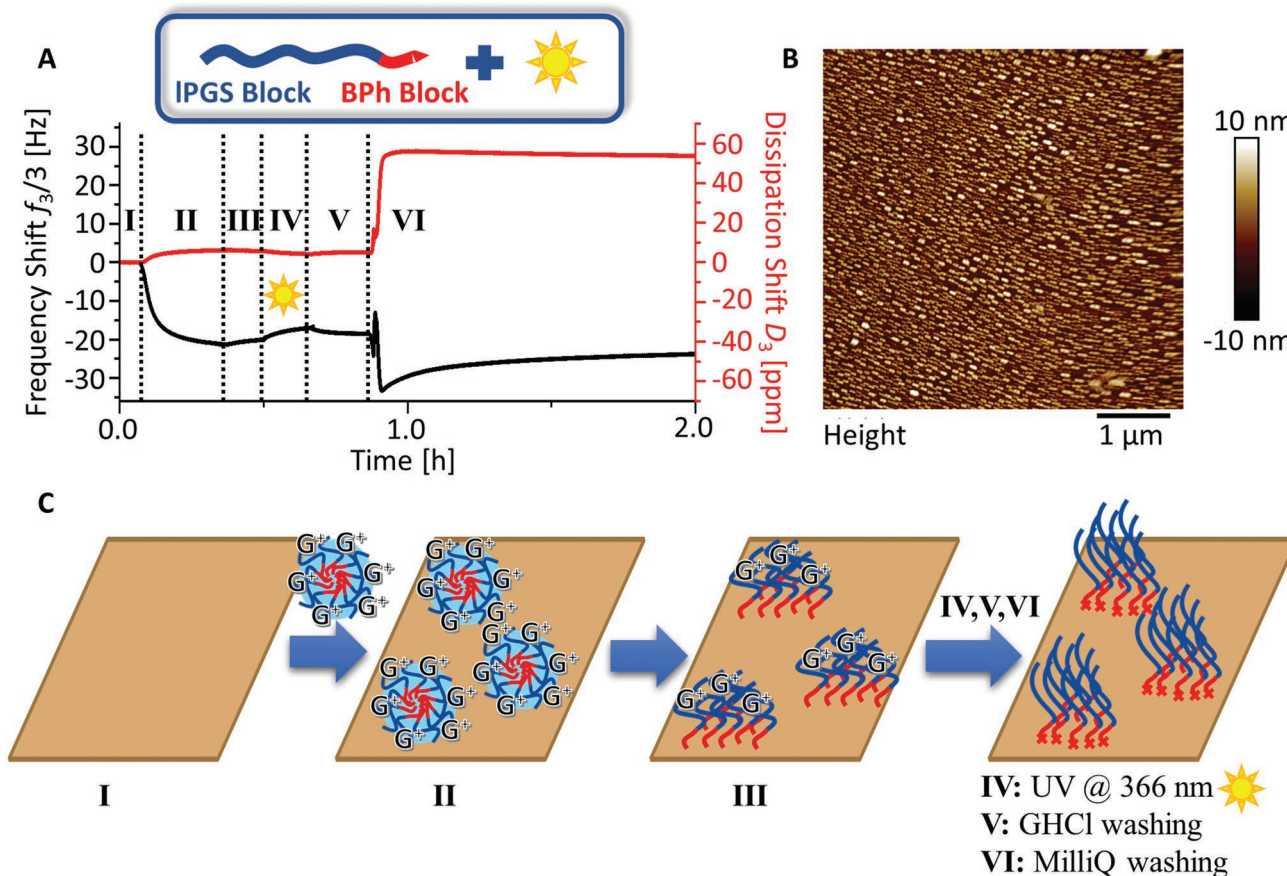 A
lPGS Block
BPh Block
Frequency Shift f₃/3 [Hz]
30
20
10
0
-10
-20
-30
I
II
III
IV
V
VI
60
40
20
0
-20
-40
-60
Dissipation Shift D₃ [ppm]
0.0
1.0
2.0
Time [h]
B
10 nm
-10 nm
Height
1 μm
C
G⁺ G⁺
G⁺ G⁺
G⁺ G⁺
G⁺ G⁺
G⁺ G⁺
G⁺ G⁺
G⁺ G⁺
G⁺ G⁺
G⁺ G⁺
G⁺ G⁺
G⁺ G⁺
G⁺ G⁺
G⁺
G⁺ G⁺
G⁺
G⁺ G⁺
G⁺
G⁺ G⁺
IV,V,VI
I
II
III
IV: UV @ 366 nm
V: GHCl washing
VI: MilliQ washing